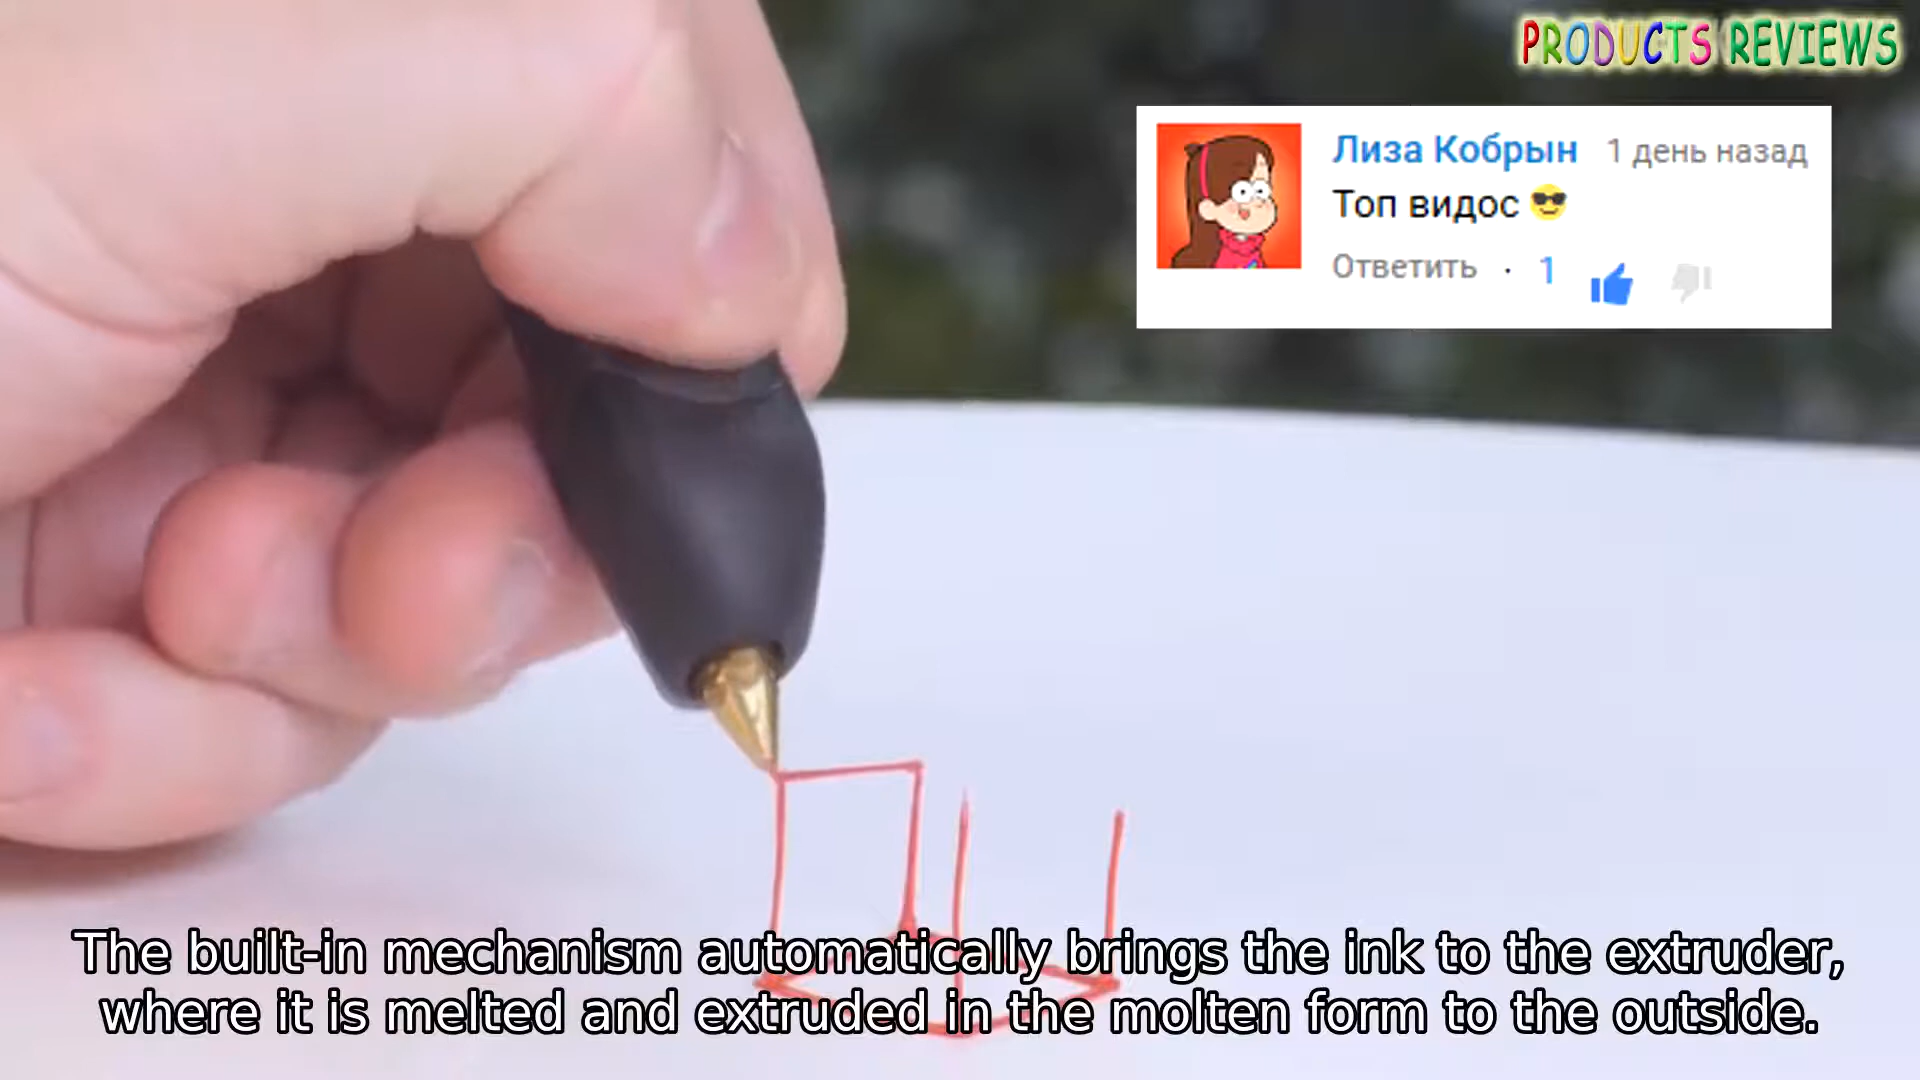 PRODUCTS REVIEWS
Лиза Кобрын 1 день назад
Топ видос 😎
Ответить · 1
The built-in mechanism automatically brings the ink to the extruder,
where it is melted and extruded in the molten form to the outside.